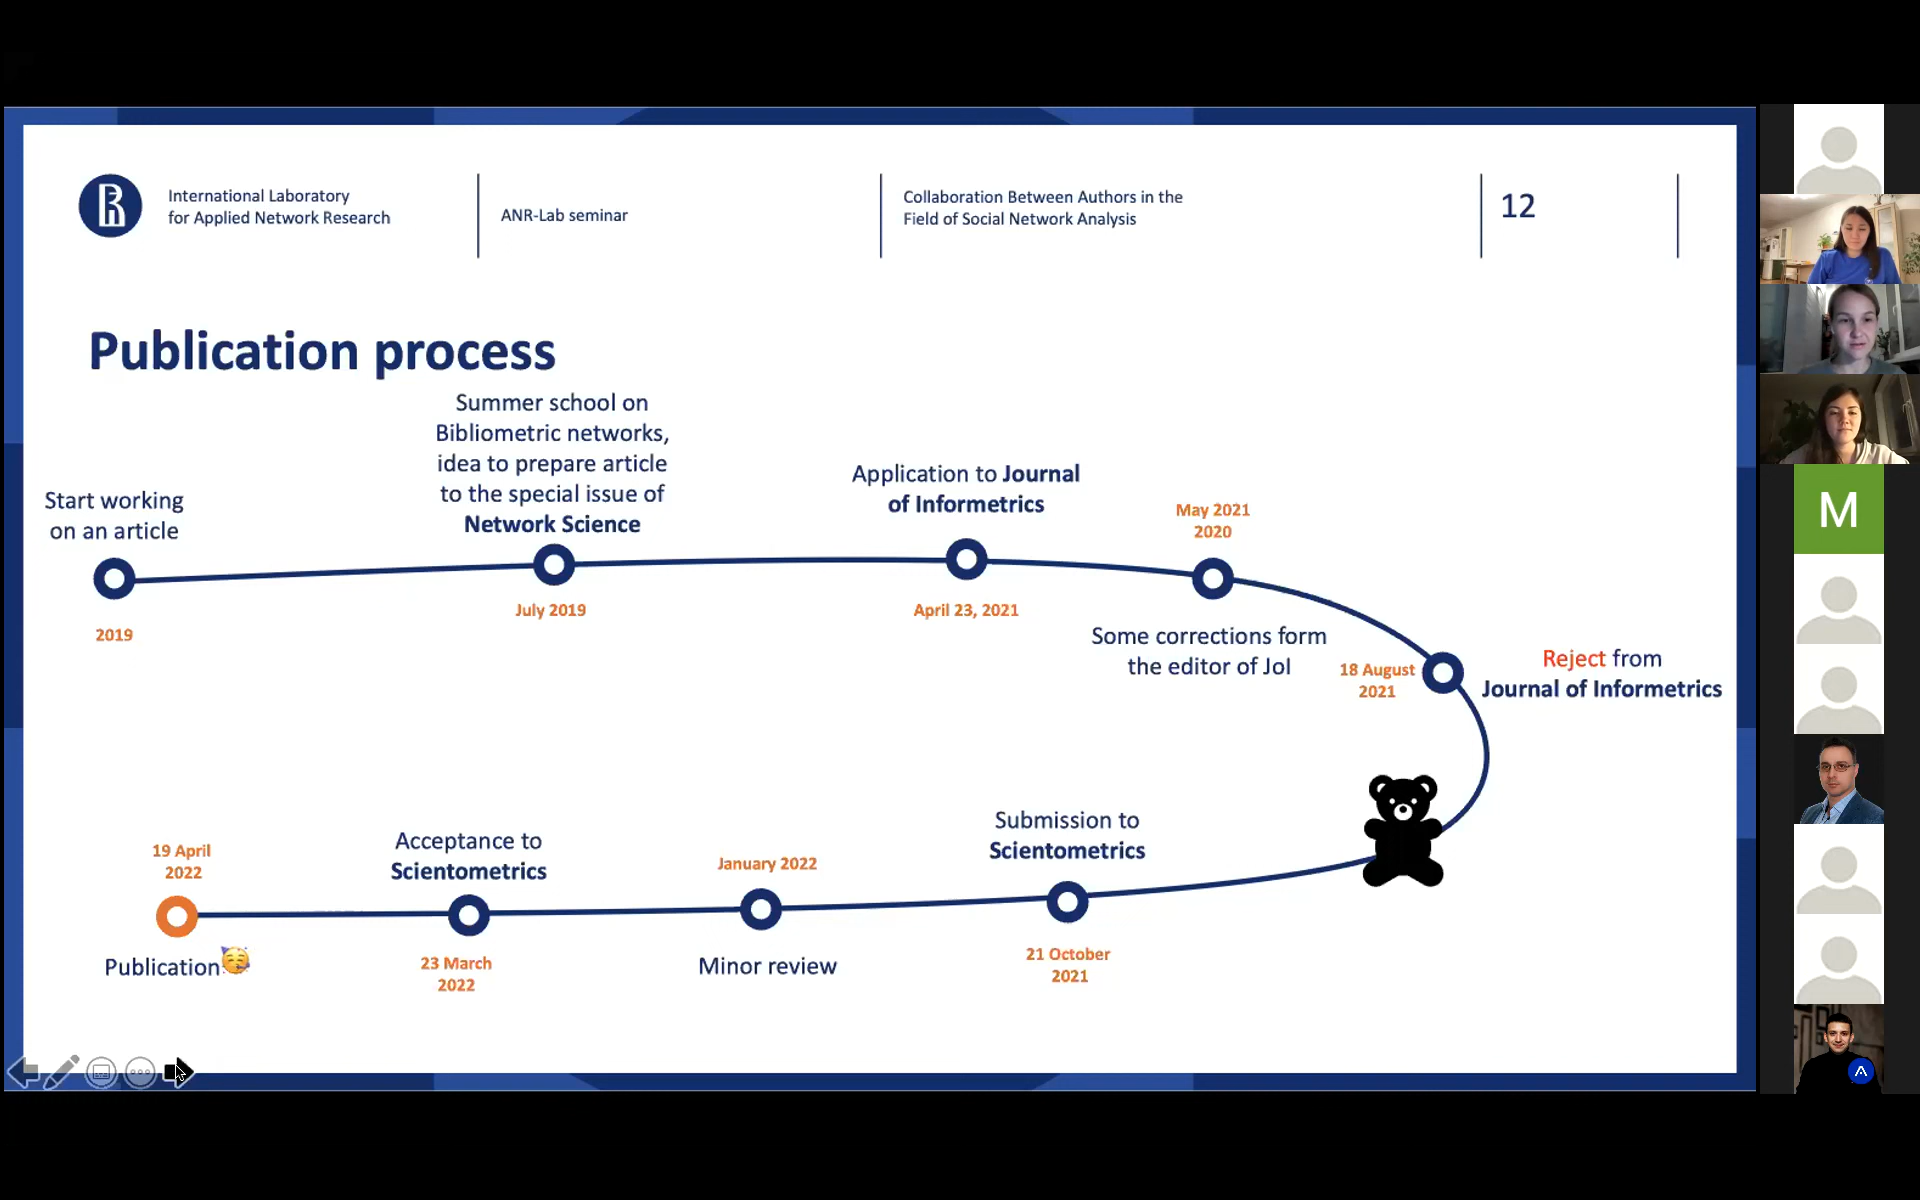 International Laboratory
for Applied Network Research
ANR-Lab seminar
Collaboration Between Authors in the
Field of Social Network Analysis
12
Publication process
Start working
on an article
2019
Summer school on
Bibliometric networks,
idea to prepare article
to the special issue of
Network Science
July 2019
Application to Journal
of Informetrics
April 23, 2021
May 2021
2020
Some corrections form
the editor of JoI
18 August
2021
Reject from
Journal of Informetrics
Submission to
Scientometrics
21 October
2021
January 2022
Minor review
Acceptance to
Scientometrics
23 March
2022
19 April
2022
Publication
M